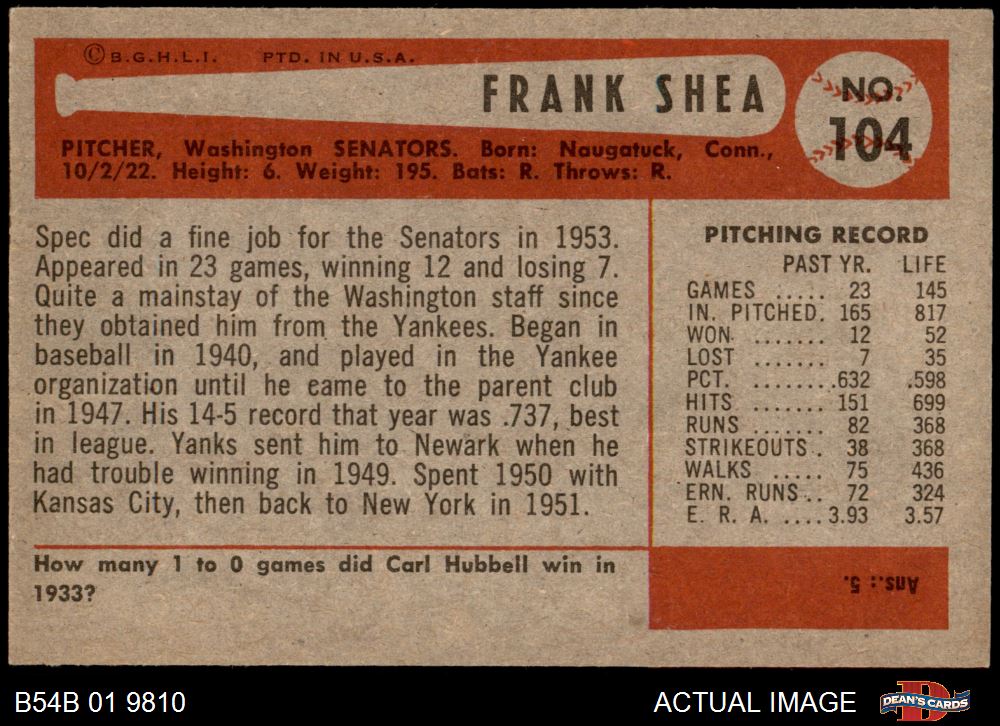 © B.G.H.L.I. PTD. IN U.S.A.
FRANK SHEA
NO.
104
PITCHER, Washington SENATORS. Born: Naugatuck, Conn.,
10/2/22. Height: 6. Weight: 195. Bats: R. Throws: R.
Spec did a fine job for the Senators in 1953.
Appeared in 23 games, winning 12 and losing 7.
Quite a mainstay of the Washington staff since
they obtained him from the Yankees. Began in
baseball in 1940, and played in the Yankee
organization until he came to the parent club
in 1947. His 14-5 record that year was .737, best
in league. Yanks sent him to Newark when he
had trouble winning in 1949. Spent 1950 with
Kansas City, then back to New York in 1951.
PITCHING RECORD
PAST YR. LIFE
GAMES ..... 23 145
IN. PITCHED. 165 817
WON. ....... 12 52
LOST ....... 7 35
PCT. ........ .632 .598
HITS ....... 151 699
RUNS ....... 82 368
STRIKEOUTS . 38 368
WALKS ..... 75 436
ERN. RUNS .. 72 324
E. R. A. .... 3.93 3.57
How many 1 to 0 games did Carl Hubbell win in
1933?
Ans.: 5.
B54B 01 9810
ACTUAL IMAGE
DEAN'S CARDS